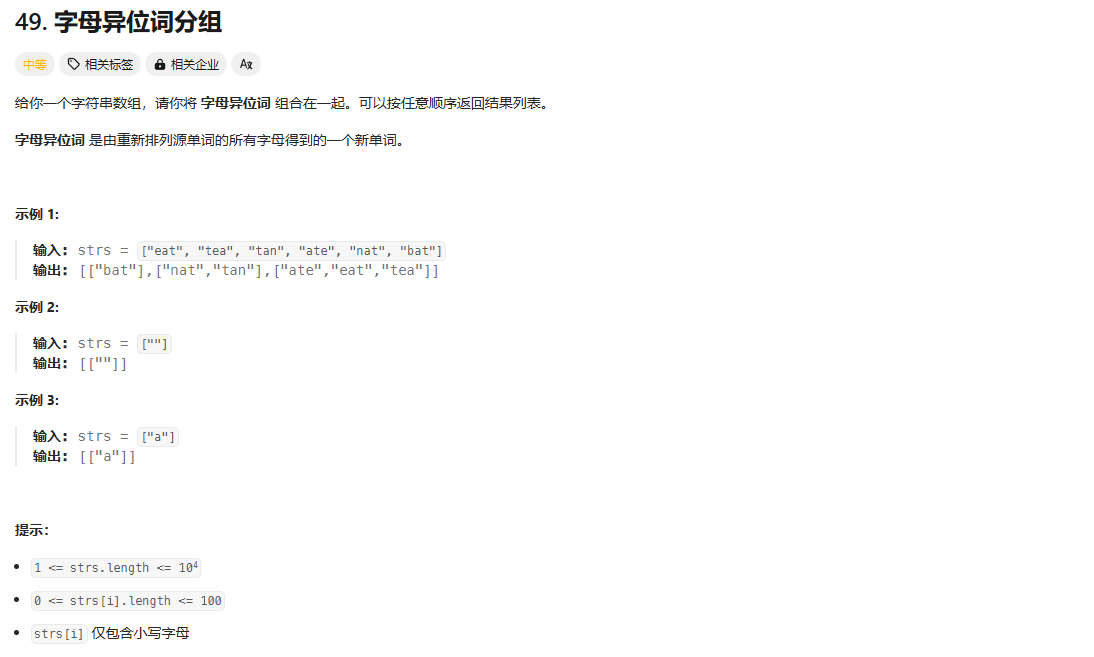 49. 字母异位词分组
中等 相关标签 相关企业 Aあ
给你一个字符串数组，请你将 字母异位词 组合在一起。可以按任意顺序返回结果列表。
字母异位词 是由重新排列源单词的所有字母得到的一个新单词。
示例 1:
输入: strs = ["eat", "tea", "tan", "ate", "nat", "bat"]
输出: [["bat"],["nat","tan"],["ate","eat","tea"]]
示例 2:
输入: strs = [""]
输出: [[""]]
示例 3:
输入: strs = ["a"]
输出: [["a"]]
提示：
1 <= strs.length <= 10⁴
0 <= strs[i].length <= 100
strs[i] 仅包含小写字母